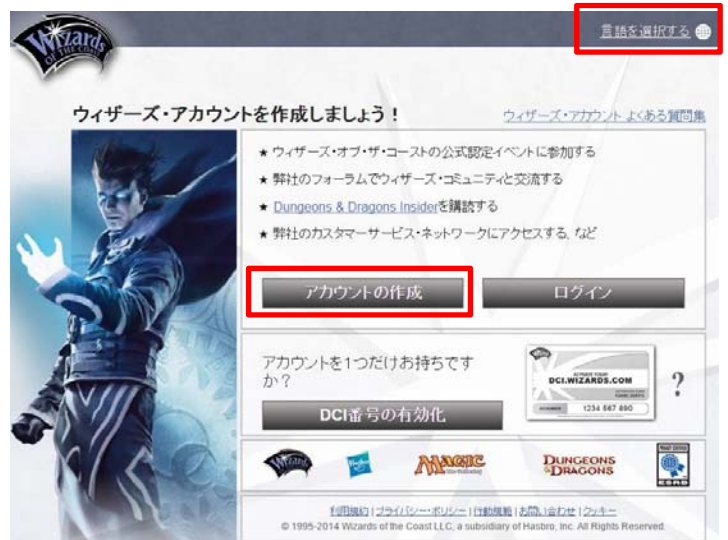 Wizards
OF THE COAST
言語を選択する
ウィザーズ・アカウントを作成しましょう！
ウィザーズ・アカウント よくある質問集
★ ウィザーズ・オブ・ザ・コーストの公式認定イベントに参加する
★ 弊社のフォーラムでウィザーズ・コミュニティと交流する
★ Dungeons & Dragons Insiderを購読する
★ 弊社のカスタマーサービス・ネットワークにアクセスする、など
アカウントの作成
ログイン
アカウントを1つだけお持ちです
か？
DCI.WIZARDS.COM
1234 567 890
?
DCI番号の有効化
Wizards
Hasbro
MAGIC
The Gathering
DUNGEONS
&DRAGONS
ESRB
利用規約 | プライバシー・ポリシー | 行動規範 | お問い合わせ | クッキー
© 1995-2014 Wizards of the Coast LLC, a subsidiary of Hasbro, Inc. All Rights Reserved.